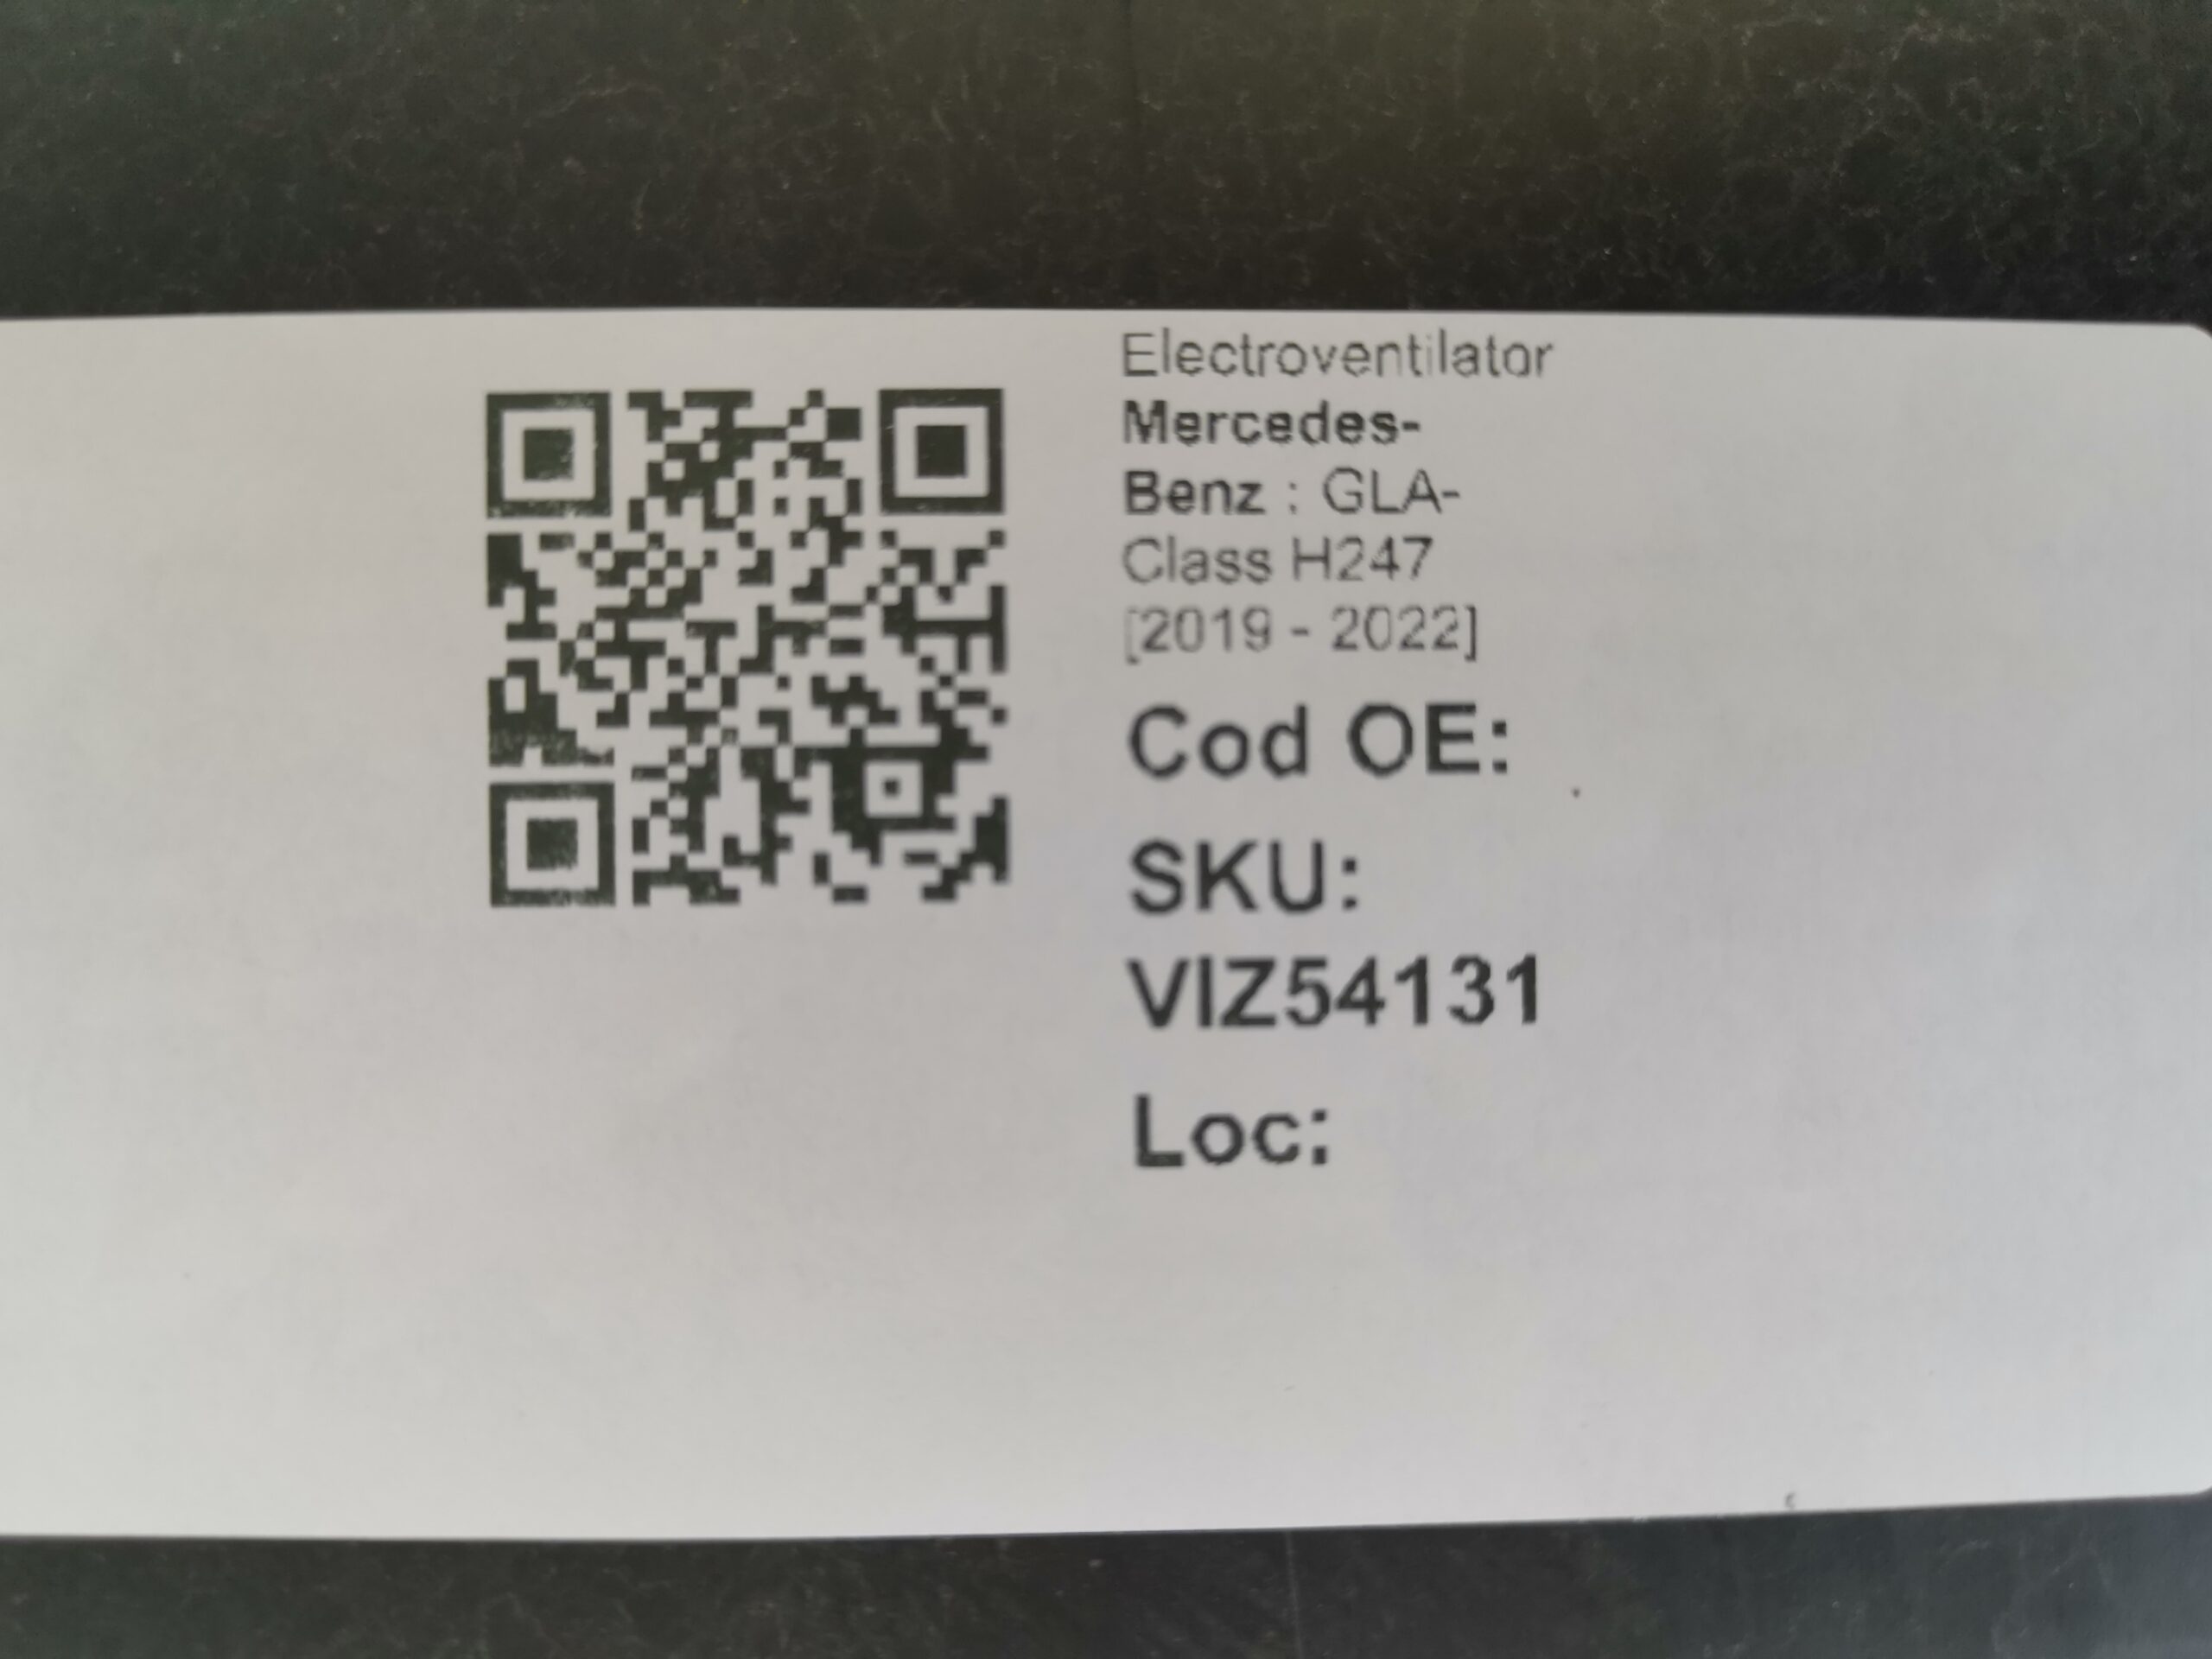 Electroventilator
Mercedes-
Benz : GLA-
Class H247
[2019 - 2022]
Cod OE:
SKU:
VIZ54131
Loc: